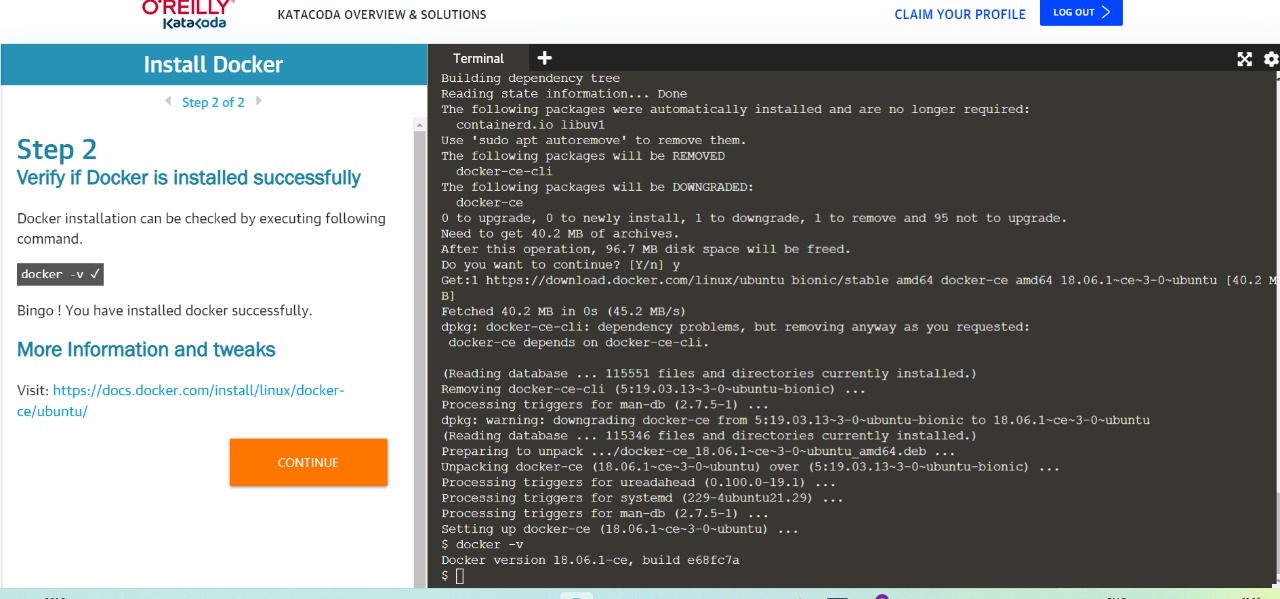 O'REILLY
Katacoda
KATACODA OVERVIEW & SOLUTIONS
CLAIM YOUR PROFILE
LOG OUT
Install Docker
Step 2 of 2
Step 2
Verify if Docker is installed successfully
Docker installation can be checked by executing following
command.
docker -v ✓
Bingo ! You have installed docker successfully.
More Information and tweaks
Visit: https://docs.docker.com/install/linux/docker-
ce/ubuntu/
CONTINUE
Terminal
Building dependency tree
Reading state information... Done
The following packages were automatically installed and are no longer required:
containerd.io libuv1
Use 'sudo apt autoremove' to remove them.
The following packages will be REMOVED
docker-ce-cli
The following packages will be DOWNGRADED:
docker-ce
0 to upgrade, 0 to newly install, 1 to downgrade, 1 to remove and 95 not to upgrade.
Need to get 40.2 MB of archives.
After this operation, 96.7 MB disk space will be freed.
Do you want to continue? [Y/n] y
Get:1 https://download.docker.com/linux/ubuntu bionic/stable amd64 docker-ce amd64 18.06.1~ce~3-0~ubuntu [40.2 M
B]
Fetched 40.2 MB in 0s (45.2 MB/s)
dpkg: docker-ce-cli: dependency problems, but removing anyway as you requested:
docker-ce depends on docker-ce-cli.
(Reading database ... 115551 files and directories currently installed.)
Removing docker-ce-cli (5:19.03.13~3-0~ubuntu-bionic) ...
Processing triggers for man-db (2.7.5-1) ...
dpkg: warning: downgrading docker-ce from 5:19.03.13~3-0~ubuntu-bionic to 18.06.1~ce~3-0~ubuntu
(Reading database ... 115346 files and directories currently installed.)
Preparing to unpack .../docker-ce_18.06.1~ce~3-0~ubuntu_amd64.deb ...
Unpacking docker-ce (18.06.1~ce~3-0~ubuntu) over (5:19.03.13~3-0~ubuntu-bionic) ...
Processing triggers for ureadahead (0.100.0-19.1) ...
Processing triggers for systemd (229-4ubuntu21.29) ...
Processing triggers for man-db (2.7.5-1) ...
Setting up docker-ce (18.06.1~ce~3-0~ubuntu) ...
$ docker -v
Docker version 18.06.1-ce, build e68fc7a
$